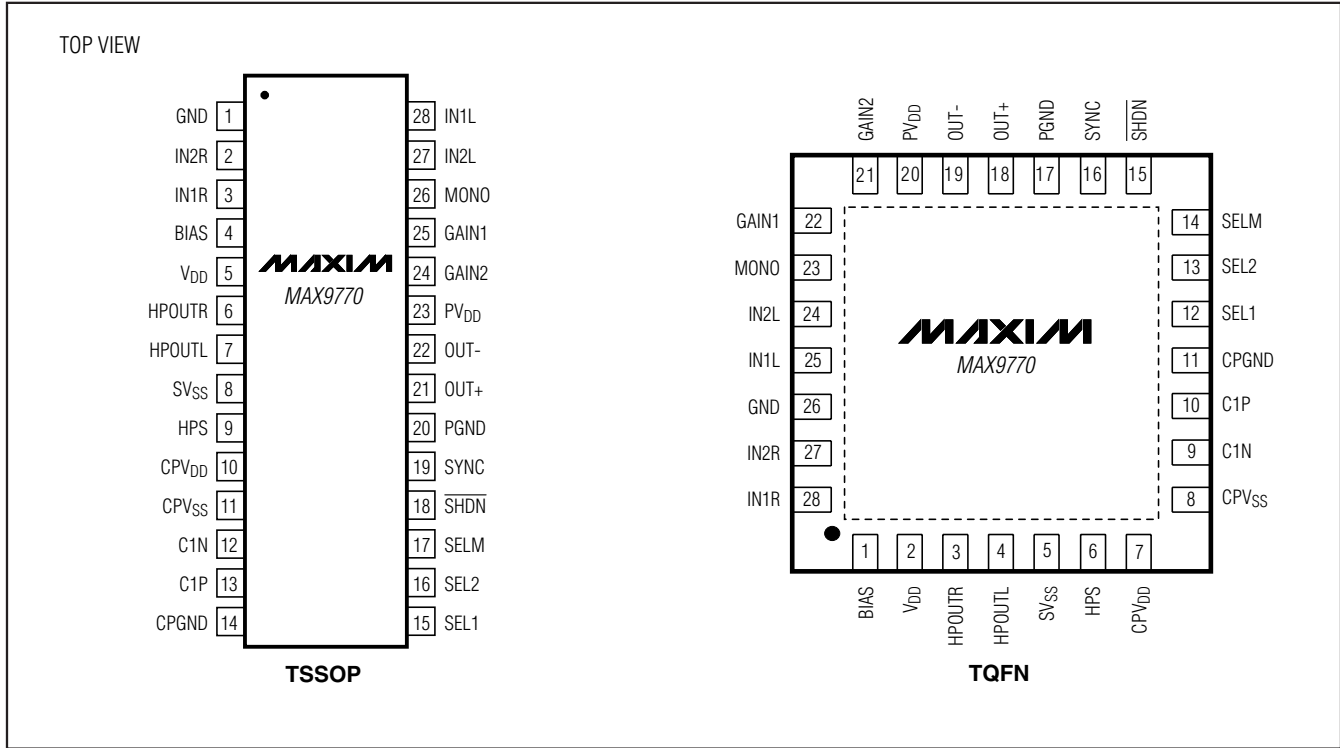 TOP VIEW
GND 1
IN2R 2
IN1R 3
BIAS 4
VDD 5
HPOUTR 6
HPOUTL 7
SVSS 8
HPS 9
CPVDD 10
CPVSS 11
C1N 12
C1P 13
CPGND 14
MAXIM
MAX9770
28 IN1L
27 IN2L
26 MONO
25 GAIN1
24 GAIN2
23 PVDD
22 OUT-
21 OUT+
20 PGND
19 SYNC
18 SHDN
17 SELM
16 SEL2
15 SEL1
TSSOP
GAIN2 PVDD OUT- OUT+ PGND SYNC SHDN
21 20 19 18 17 16 15
GAIN1 22
MONO 23
IN2L 24
IN1L 25
GND 26
IN2R 27
IN1R 28
MAXIM
MAX9770
14 SELM
13 SEL2
12 SEL1
11 CPGND
10 C1P
9 C1N
8 CPVSS
1 2 3 4 5 6 7
BIAS VDD HPOUTR HPOUTL SVSS HPS CPVDD
TQFN